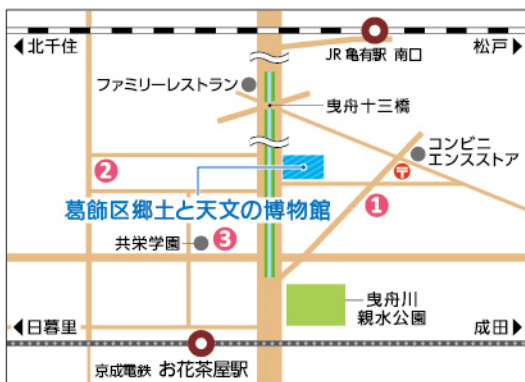 北千住
松戸
JR 亀有駅 南口
ファミリーレストラン
曳舟十三橋
コンビニ
エンスストア
〒
2
葛飾区郷土と天文の博物館
1
共栄学園
3
曳舟川
親水公園
日暮里
成田
京成電鉄 お花茶屋駅